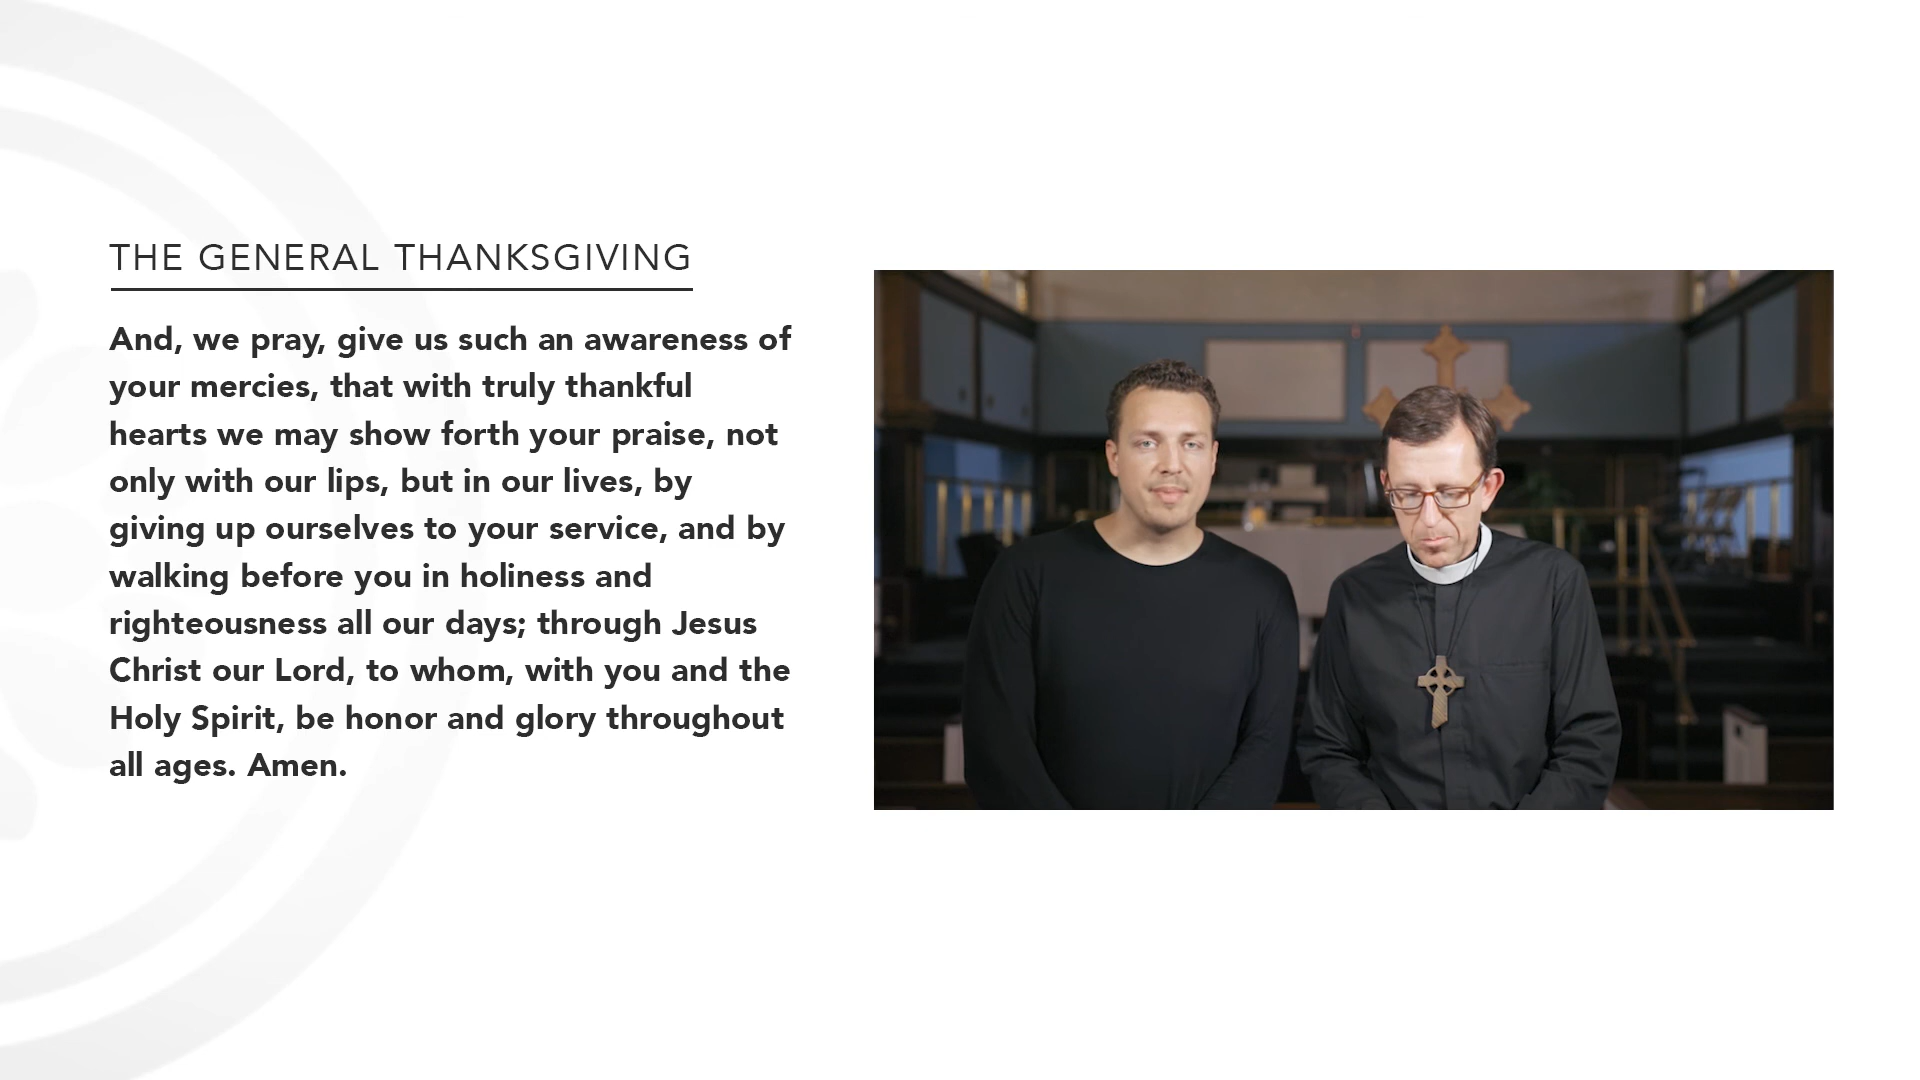 THE GENERAL THANKSGIVING
And, we pray, give us such an awareness of
your mercies, that with truly thankful
hearts we may show forth your praise, not
only with our lips, but in our lives, by
giving up ourselves to your service, and by
walking before you in holiness and
righteousness all our days; through Jesus
Christ our Lord, to whom, with you and the
Holy Spirit, be honor and glory throughout
all ages. Amen.